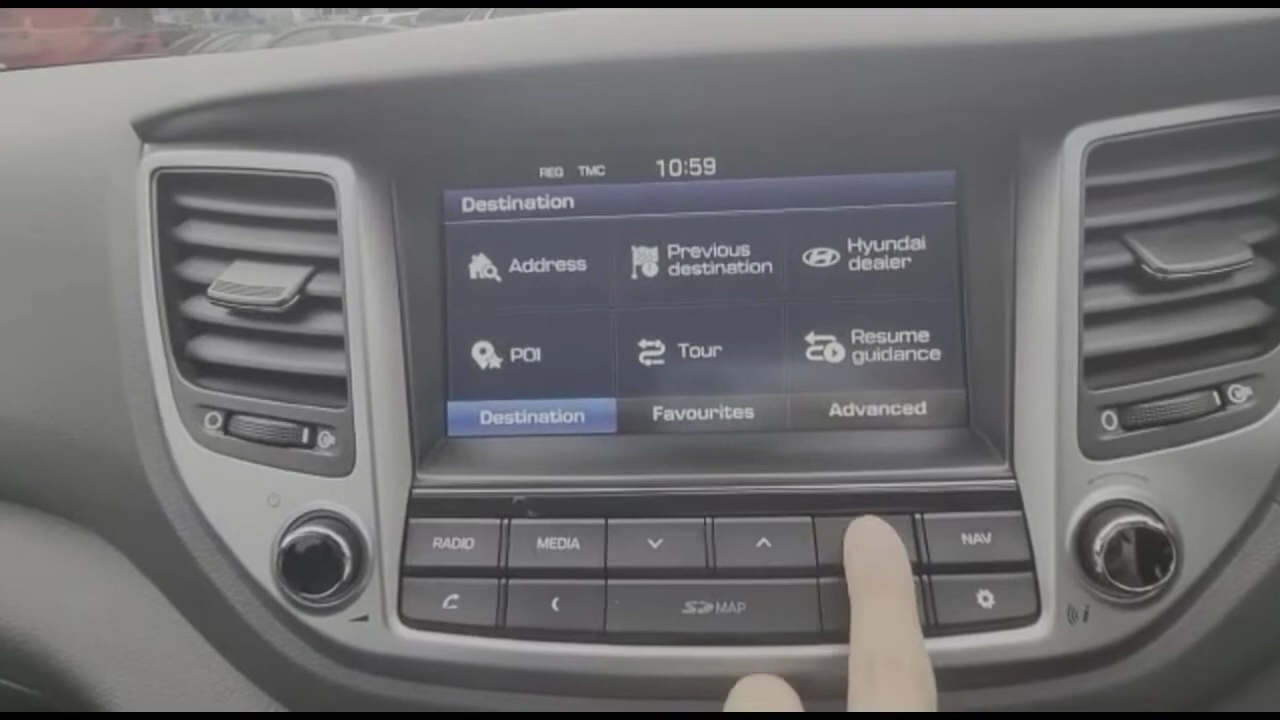 REG TMC 10:59
Destination
Address
Previous
destination
Hyundai
dealer
POI
Tour
Resume
guidance
Destination Favourites Advanced
RADIO MEDIA NAV
MAP
i